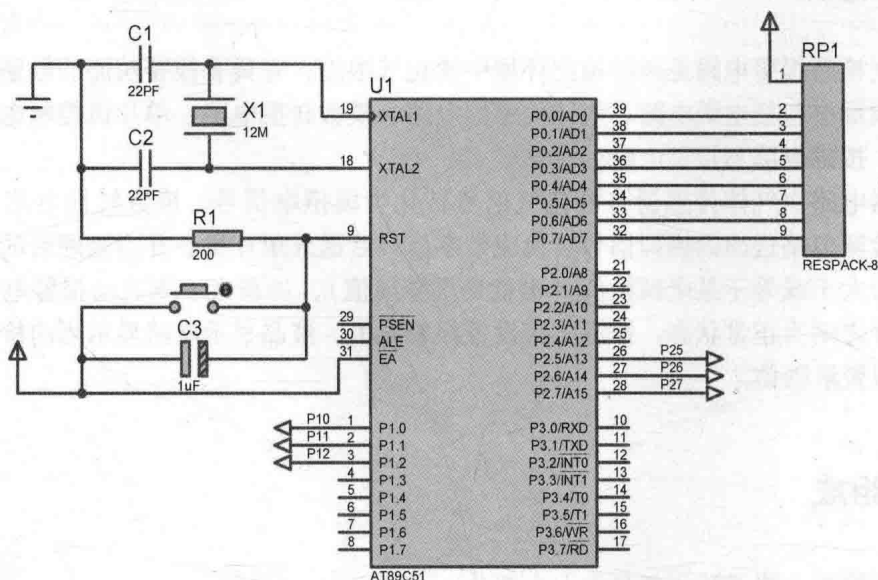 C1
22PF
C2
22PF
X1
12M
R1
200
C3
1uF
U1
19 XTAL1
18 XTAL2
9 RST
29 PSEN
30 ALE
31 EA
P10 1 P1.0
P11 2 P1.1
P12 3 P1.2
4 P1.3
5 P1.4
6 P1.5
7 P1.6
8 P1.7
P0.0/AD0 39
P0.1/AD1 38
P0.2/AD2 37
P0.3/AD3 36
P0.4/AD4 35
P0.5/AD5 34
P0.6/AD6 33
P0.7/AD7 32
P2.0/A8 21
P2.1/A9 22
P2.2/A10 23
P2.3/A11 24
P2.4/A12 25
P2.5/A13 26 P25
P2.6/A14 27 P26
P2.7/A15 28 P27
P3.0/RXD 10
P3.1/TXD 11
P3.2/INT0 12
P3.3/INT1 13
P3.4/T0 14
P3.5/T1 15
P3.6/WR 16
P3.7/RD 17
AT89C51
RP1
1
2
3
4
5
6
7
8
9
RESPACK-8